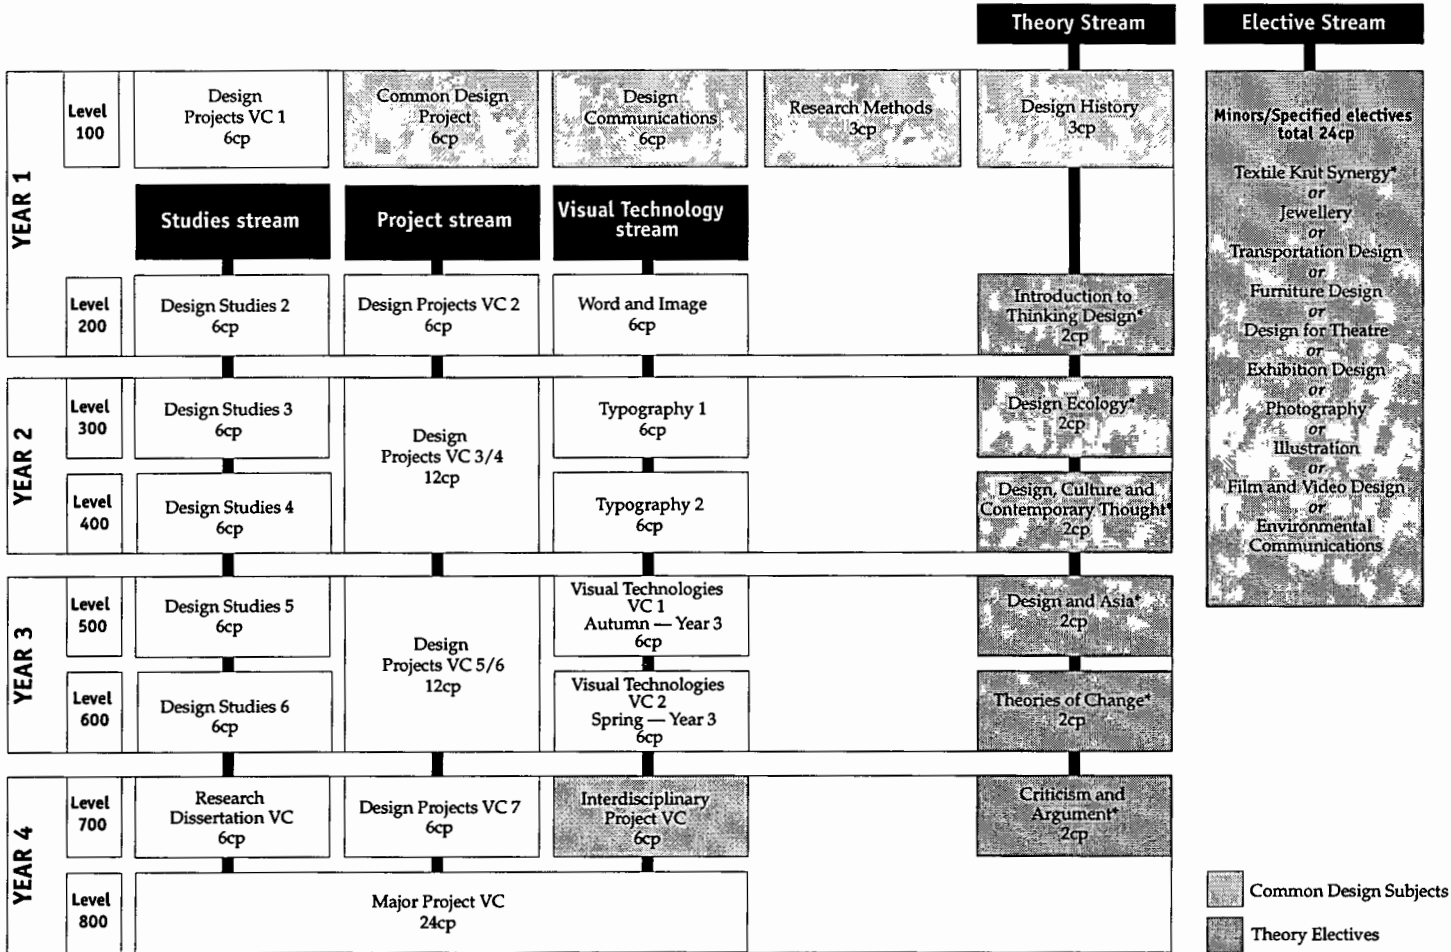 Theory Stream
Elective Stream
YEAR 1
Level
100
Design
Projects VC 1
6cp
Common Design
Project
6cp
Design
Communications
6cp
Research Methods
3cp
Design History
3cp
Studies stream
Project stream
Visual Technology
stream
Level
200
Design Studies 2
6cp
Design Projects VC 2
6cp
Word and Image
6cp
Introduction to
Thinking Design*
2cp
YEAR 2
Level
300
Design Studies 3
6cp
Design
Projects VC 3/4
12cp
Typography 1
6cp
Design Ecology*
2cp
Level
400
Design Studies 4
6cp
Typography 2
6cp
Design, Culture and
Contemporary Thought*
2cp
YEAR 3
Level
500
Design Studies 5
6cp
Design
Projects VC 5/6
12cp
Visual Technologies
VC 1
Autumn — Year 3
6cp
Design and Asia*
2cp
Level
600
Design Studies 6
6cp
Visual Technologies
VC 2
Spring — Year 3
6cp
Theories of Change*
2cp
YEAR 4
Level
700
Research
Dissertation VC
6cp
Design Projects VC 7
6cp
Interdisciplinary
Project VC
6cp
Criticism and
Argument*
2cp
Level
800
Major Project VC
24cp
Minors/Specified electives
total 24cp
Textile Knit Synergy*
or
Jewellery
or
Transportation Design
or
Furniture Design
or
Design for Theatre
or
Exhibition Design
or
Photography
or
Illustration
or
Film and Video Design
or
Environmental
Communications
Common Design Subjects
Theory Electives